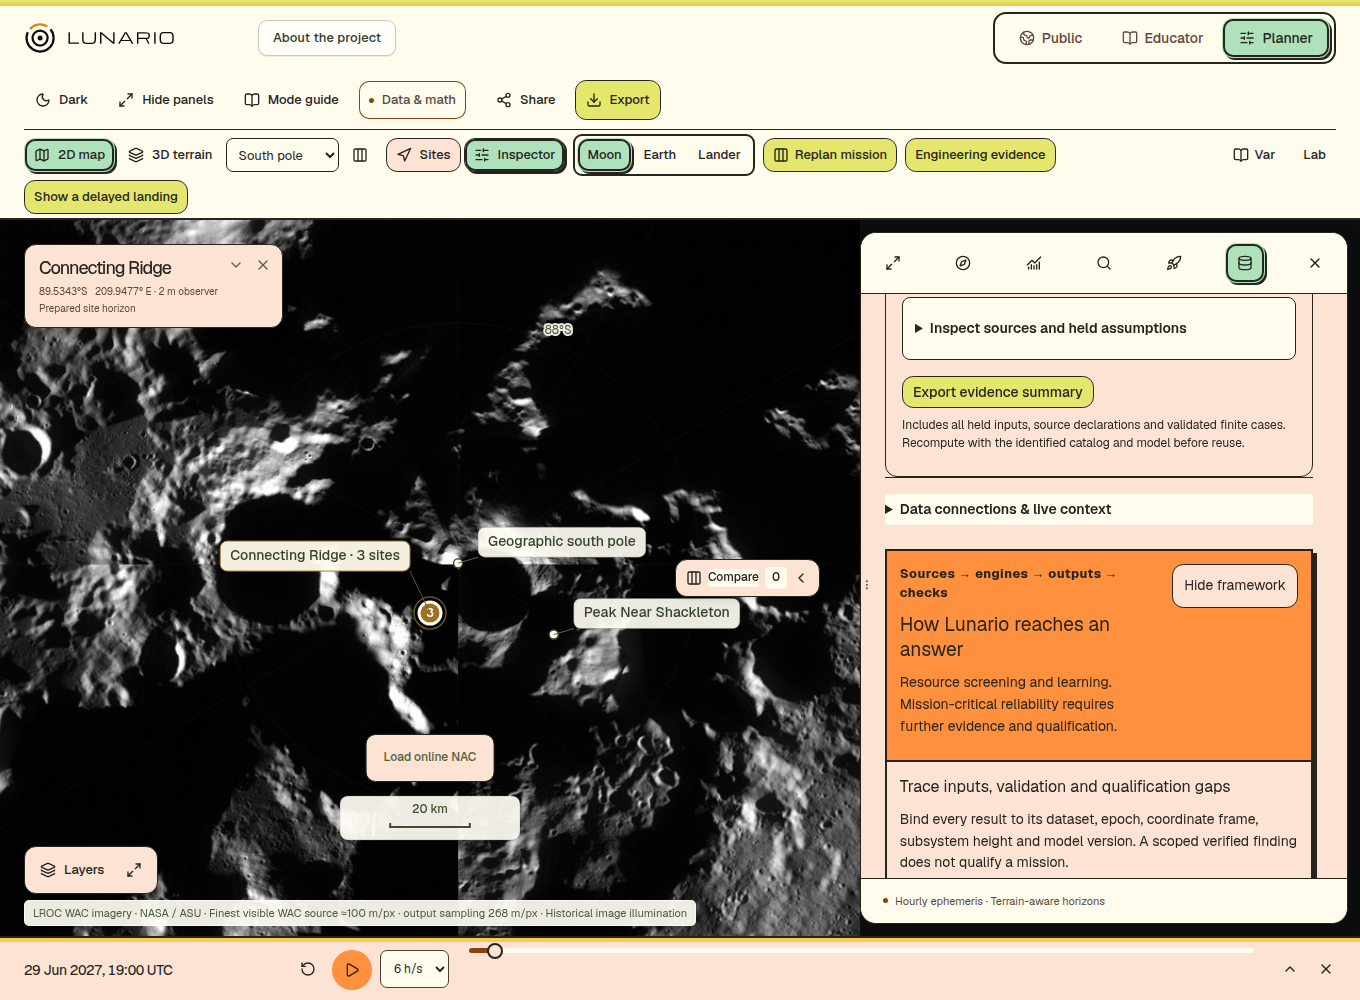 LUNARIO
About the project
Public
Educator
Planner
Dark
Hide panels
Mode guide
Data & math
Share
Export
2D map
3D terrain
South pole
Sites
Inspector
Moon
Earth
Lander
Replan mission
Engineering evidence
Var
Lab
Show a delayed landing
Connecting Ridge
89.5343°S 209.9477° E · 2 m observer
Prepared site horizon
88°S
Geographic south pole
Connecting Ridge · 3 sites
Compare 0
3
Peak Near Shackleton
Load online NAC
20 km
Layers
LROC WAC imagery · NASA / ASU · Finest visible WAC source ≈100 m/px · output sampling 268 m/px · Historical image illumination
Inspect sources and held assumptions
Export evidence summary
Includes all held inputs, source declarations and validated finite cases.
Recompute with the identified catalog and model before reuse.
Data connections & live context
Sources → engines → outputs →
checks
Hide framework
How Lunario reaches an
answer
Resource screening and learning.
Mission-critical reliability requires
further evidence and qualification.
Trace inputs, validation and qualification gaps
Bind every result to its dataset, epoch, coordinate frame,
subsystem height and model version. A scoped verified finding
does not qualify a mission.
Hourly ephemeris · Terrain-aware horizons
29 Jun 2027, 19:00 UTC
6 h/s